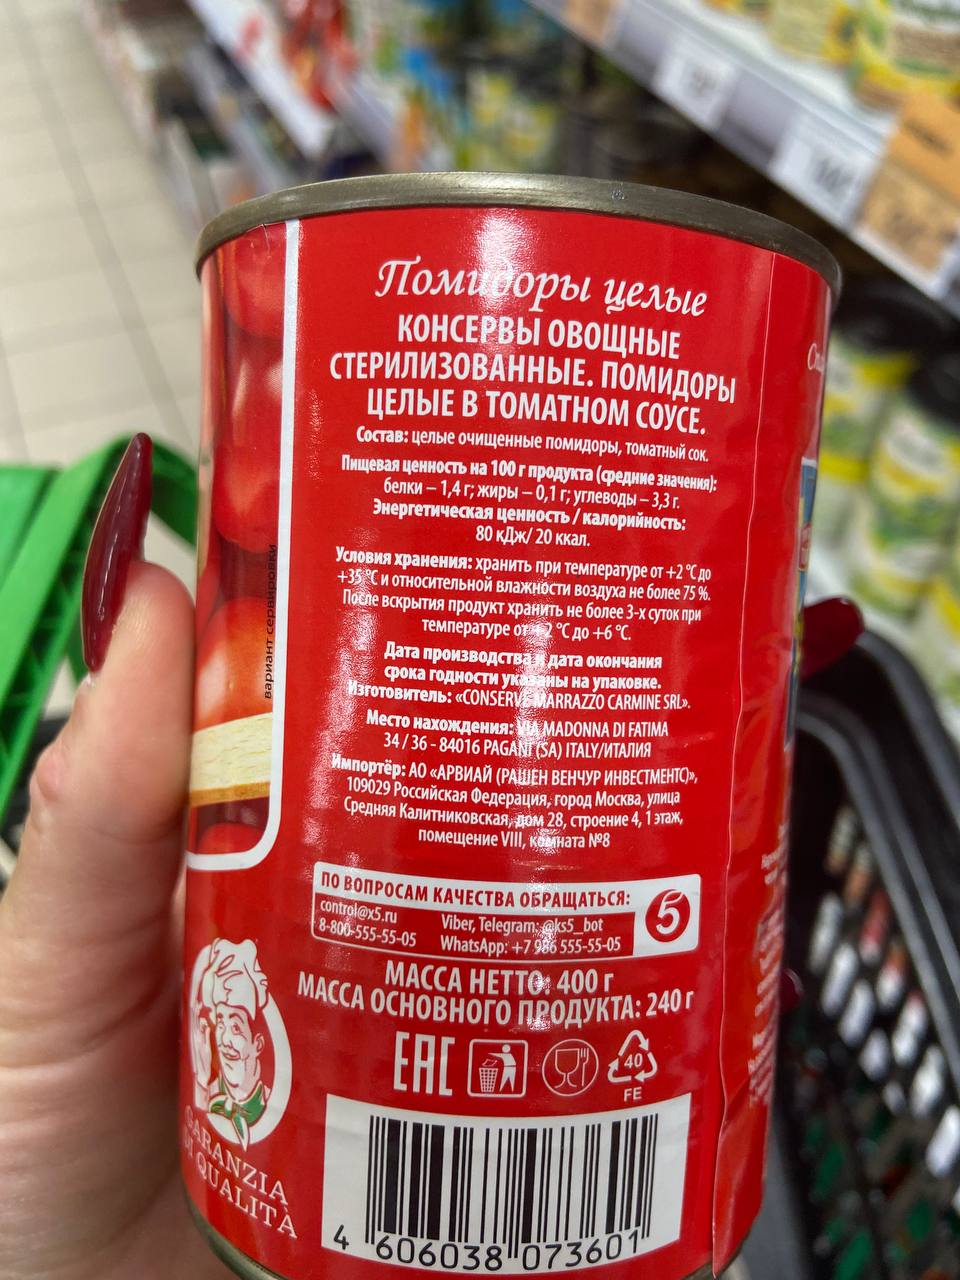 Помидоры целые
КОНСЕРВЫ ОВОЩНЫЕ
СТЕРИЛИЗОВАННЫЕ. ПОМИДОРЫ
ЦЕЛЫЕ В ТОМАТНОМ СОУСЕ.
Состав: целые очищенные помидоры, томатный сок.
Пищевая ценность на 100 г продукта (средние значения):
белки – 1,4 г; жиры – 0,1 г; углеводы – 3,3 г.
Энергетическая ценность / калорийность:
80 кДж/ 20 ккал.
Условия хранения: хранить при температуре от +2 °С до
+35 °С и относительной влажности воздуха не более 75 %.
После вскрытия продукт хранить не более 3-х суток при
температуре от +2 °С до +6 °С.
Дата производства и дата окончания
срока годности указаны на упаковке.
Изготовитель: «CONSERVE MARRAZZO CARMINE SRL».
Место нахождения: VIA MADONNA DI FATIMA
34 / 36 - 84016 PAGANI (SA) ITALY/ИТАЛИЯ
Импортёр: АО «АРВИАЙ (РАШЕН ВЕНЧУР ИНВЕСТМЕНТС)»,
109029 Российская Федерация, город Москва, улица
Средняя Калитниковская, дом 28, строение 4, 1 этаж,
помещение VIII, комната №8
вариант сервировки
ПО ВОПРОСАМ КАЧЕСТВА ОБРАЩАТЬСЯ:
control@x5.ru Viber, Telegram: @ks5_bot
8-800-555-55-05 WhatsApp: +7 986 555-55-05
5
МАССА НЕТТО: 400 г
МАССА ОСНОВНОГО ПРОДУКТА: 240 г
EAC
40
FE
GARANZIA
DI QUALITÀ
4 606038 073601